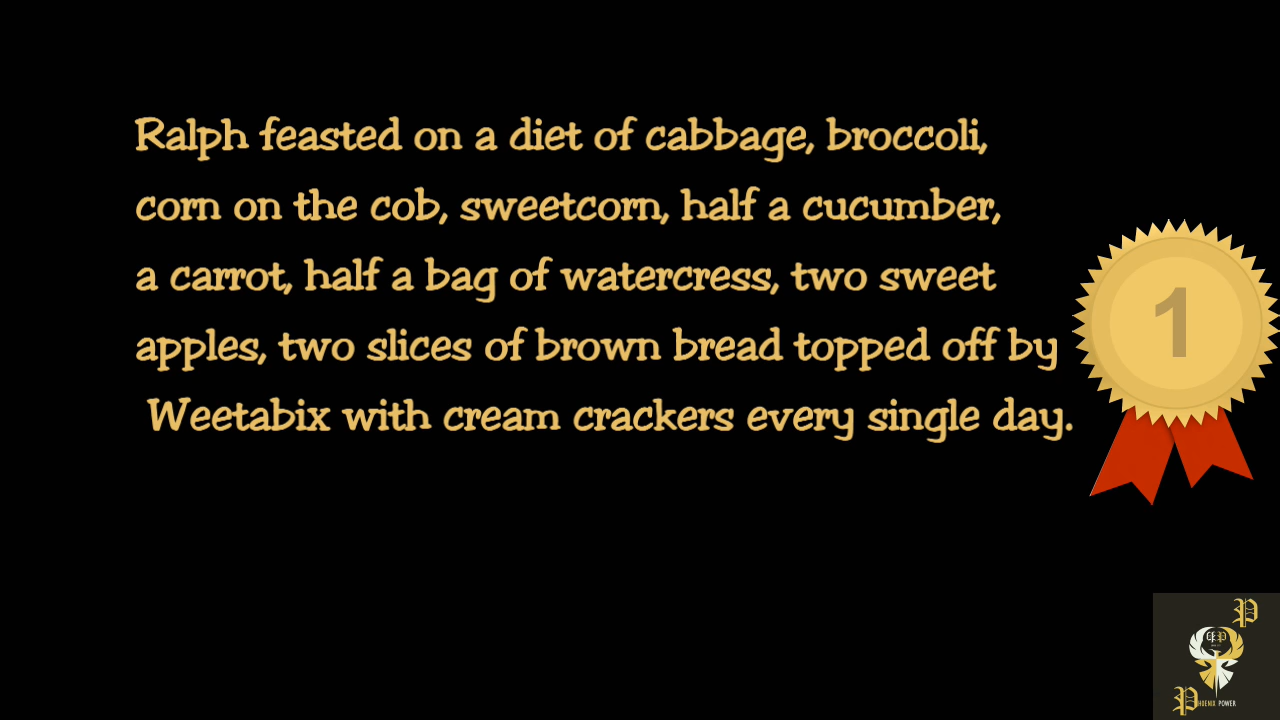 Ralph feasted on a diet of cabbage, broccoli,
corn on the cob, sweetcorn, half a cucumber,
a carrot, half a bag of watercress, two sweet
apples, two slices of brown bread topped off by
Weetabix with cream crackers every single day.
1
P
PHOENIX POWER